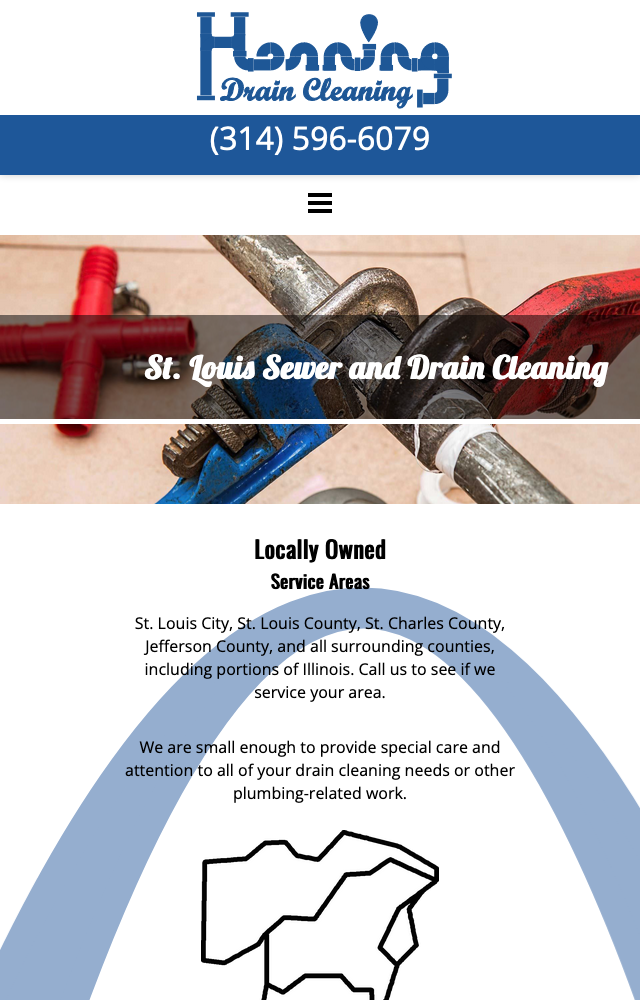 Honning
Drain Cleaning
(314) 596-6079
St. Louis Sewer and Drain Cleaning
RIDGID
Locally Owned
Service Areas
St. Louis City, St. Louis County, St. Charles County,
Jefferson County, and all surrounding counties,
including portions of Illinois. Call us to see if we
service your area.
We are small enough to provide special care and
attention to all of your drain cleaning needs or other
plumbing-related work.